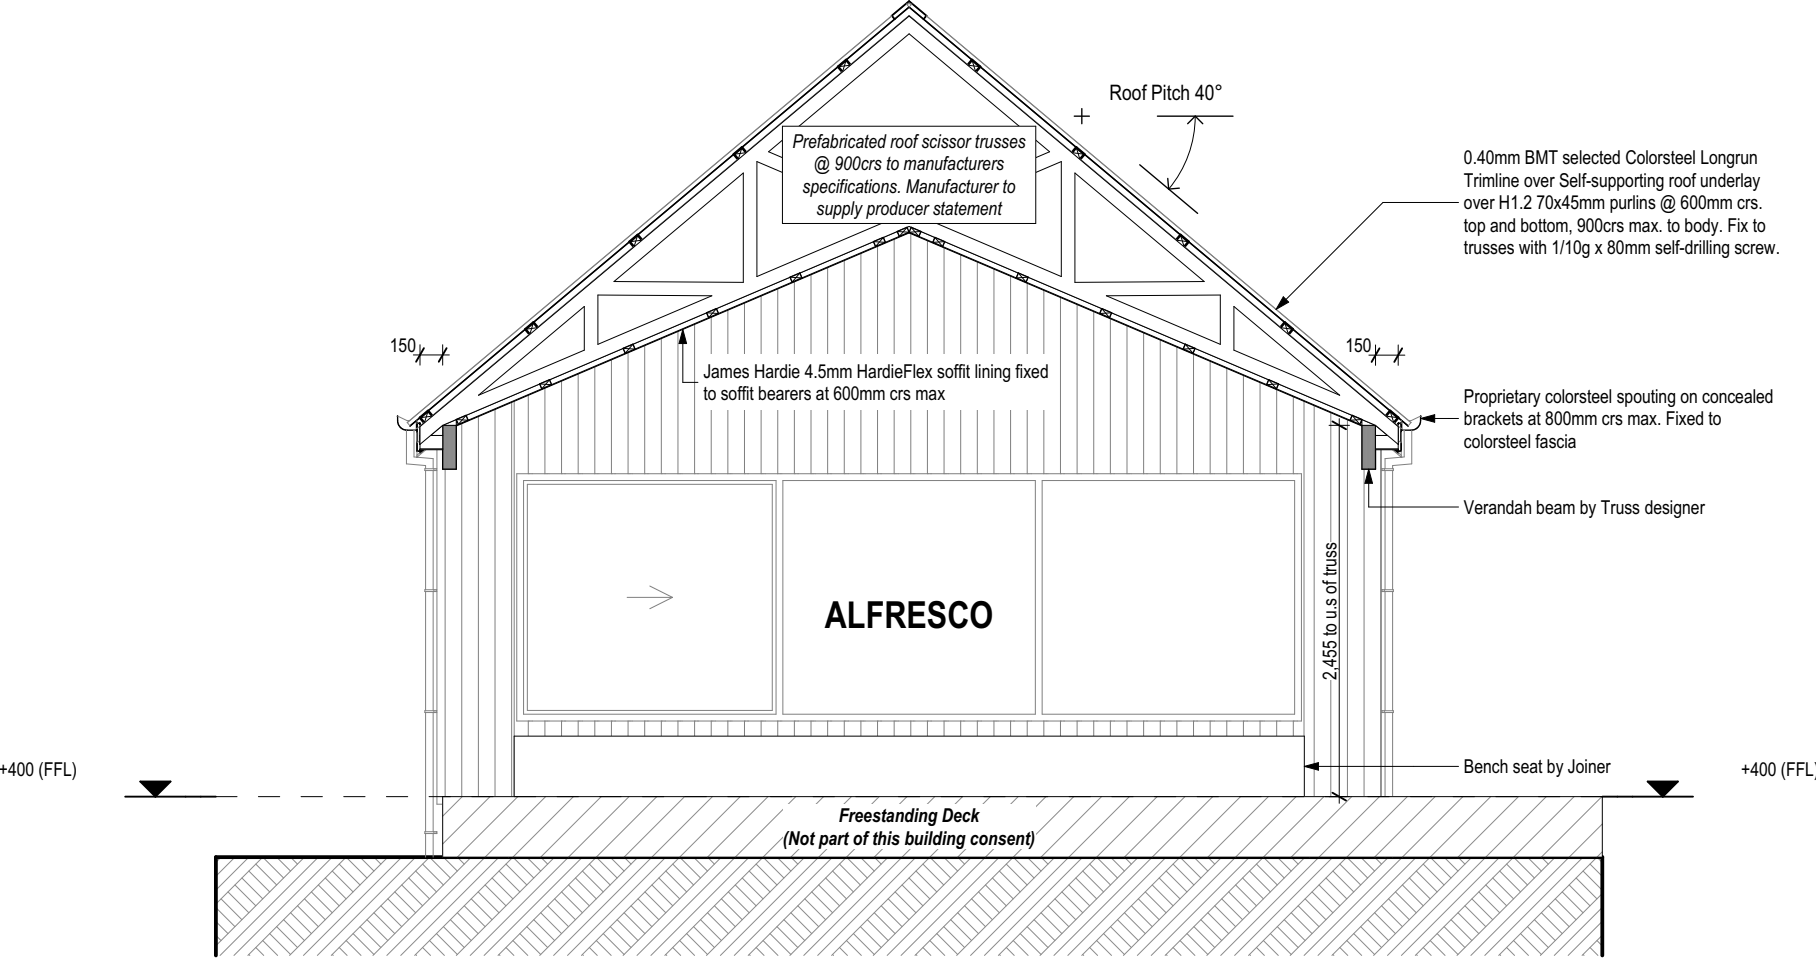 Roof Pitch 40°
Prefabricated roof scissor trusses
@ 900crs to manufacturers
specifications. Manufacturer to
supply producer statement
0.40mm BMT selected Colorsteel Longrun
Trimline over Self-supporting roof underlay
over H1.2 70x45mm purlins @ 600mm crs.
top and bottom, 900crs max. to body. Fix to
trusses with 1/10g x 80mm self-drilling screw.
150
150
James Hardie 4.5mm HardieFlex soffit lining fixed
to soffit bearers at 600mm crs max
Proprietary colorsteel spouting on concealed
brackets at 800mm crs max. Fixed to
colorsteel fascia
Verandah beam by Truss designer
2,455 to u.s of truss
ALFRESCO
+400 (FFL)
Bench seat by Joiner
+400 (FFL)
Freestanding Deck
(Not part of this building consent)